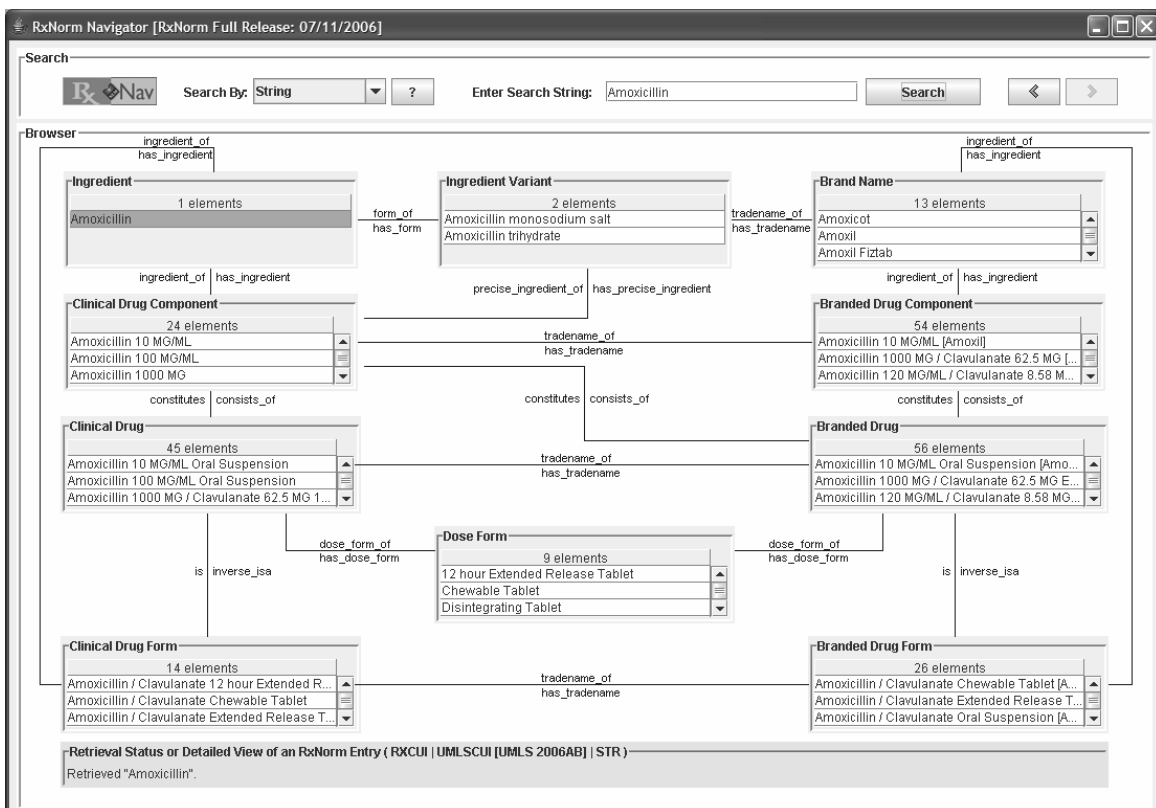 RxNorm Navigator [RxNorm Full Release: 07/11/2006]
Search
Rx Nav
Search By: String ?
Enter Search String: Amoxicillin
Search
Browser
ingredient_of
has_ingredient
ingredient_of
has_ingredient
Ingredient
1 elements
Amoxicillin
form_of
has_form
Ingredient Variant
2 elements
Amoxicillin monosodium salt
Amoxicillin trihydrate
tradename_of
has_tradename
Brand Name
13 elements
Amoxicot
Amoxil
Amoxil Fiztab
ingredient_of has_ingredient
precise_ingredient_of has_precise_ingredient
ingredient_of has_ingredient
Clinical Drug Component
24 elements
Amoxicillin 10 MG/ML
Amoxicillin 100 MG/ML
Amoxicillin 1000 MG
tradename_of
has_tradename
Branded Drug Component
54 elements
Amoxicillin 10 MG/ML [Amoxil]
Amoxicillin 1000 MG / Clavulanate 62.5 MG [...
Amoxicillin 120 MG/ML / Clavulanate 8.58 M...
constitutes consists_of
constitutes consists_of
constitutes consists_of
Clinical Drug
45 elements
Amoxicillin 10 MG/ML Oral Suspension
Amoxicillin 100 MG/ML Oral Suspension
Amoxicillin 1000 MG / Clavulanate 62.5 MG 1...
tradename_of
has_tradename
Branded Drug
56 elements
Amoxicillin 10 MG/ML Oral Suspension [Amo...
Amoxicillin 1000 MG / Clavulanate 62.5 MG E...
Amoxicillin 120 MG/ML / Clavulanate 8.58 MG...
dose_form_of
has_dose_form
Dose Form
9 elements
12 hour Extended Release Tablet
Chewable Tablet
Disintegrating Tablet
dose_form_of
has_dose_form
is inverse_isa
is inverse_isa
Clinical Drug Form
14 elements
Amoxicillin / Clavulanate 12 hour Extended R...
Amoxicillin / Clavulanate Chewable Tablet
Amoxicillin / Clavulanate Extended Release T...
tradename_of
has_tradename
Branded Drug Form
26 elements
Amoxicillin / Clavulanate Chewable Tablet [A...
Amoxicillin / Clavulanate Extended Release T...
Amoxicillin / Clavulanate Oral Suspension [A...
Retrieval Status or Detailed View of an RxNorm Entry ( RXCUI | UMLSCUI [UMLS 2006AB] | STR )
Retrieved "Amoxicillin".